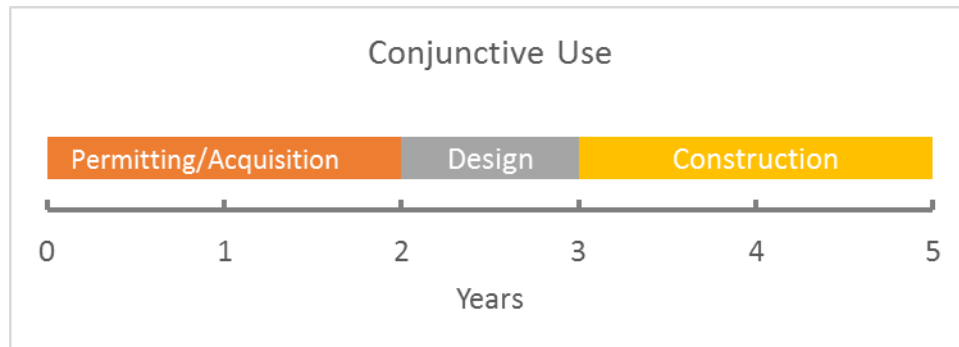 Conjunctive Use
Permitting/Acquisition Design Construction
0 1 2 3 4 5
Years